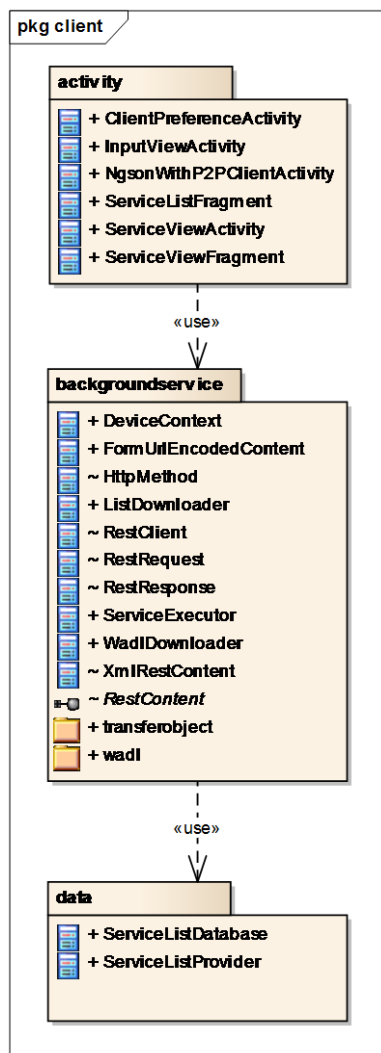 pkg client
activity
+ ClientPreferenceActivity
+ InputViewActivity
+ NgsonWithP2PClientActivity
+ ServiceListFragment
+ ServiceViewActivity
+ ServiceViewFragment
«use»
backgroundservice
+ DeviceContext
+ FormUrlEncodedContent
~ HttpMethod
+ ListDownloader
~ RestClient
~ RestRequest
~ RestResponse
+ ServiceExecutor
+ WadlDownloader
~ XmlRestContent
~ RestContent
+ transferobject
+ wadl
«use»
data
+ ServiceListDatabase
+ ServiceListProvider